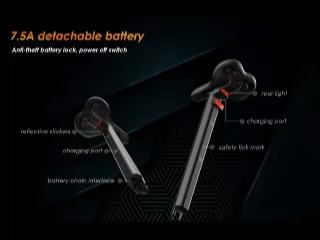 7.5A detachable battery
Anti-theft battery lock, power off switch
rear light
charging port
reflective stickers
safety tick mark
charging port
battery chain interface